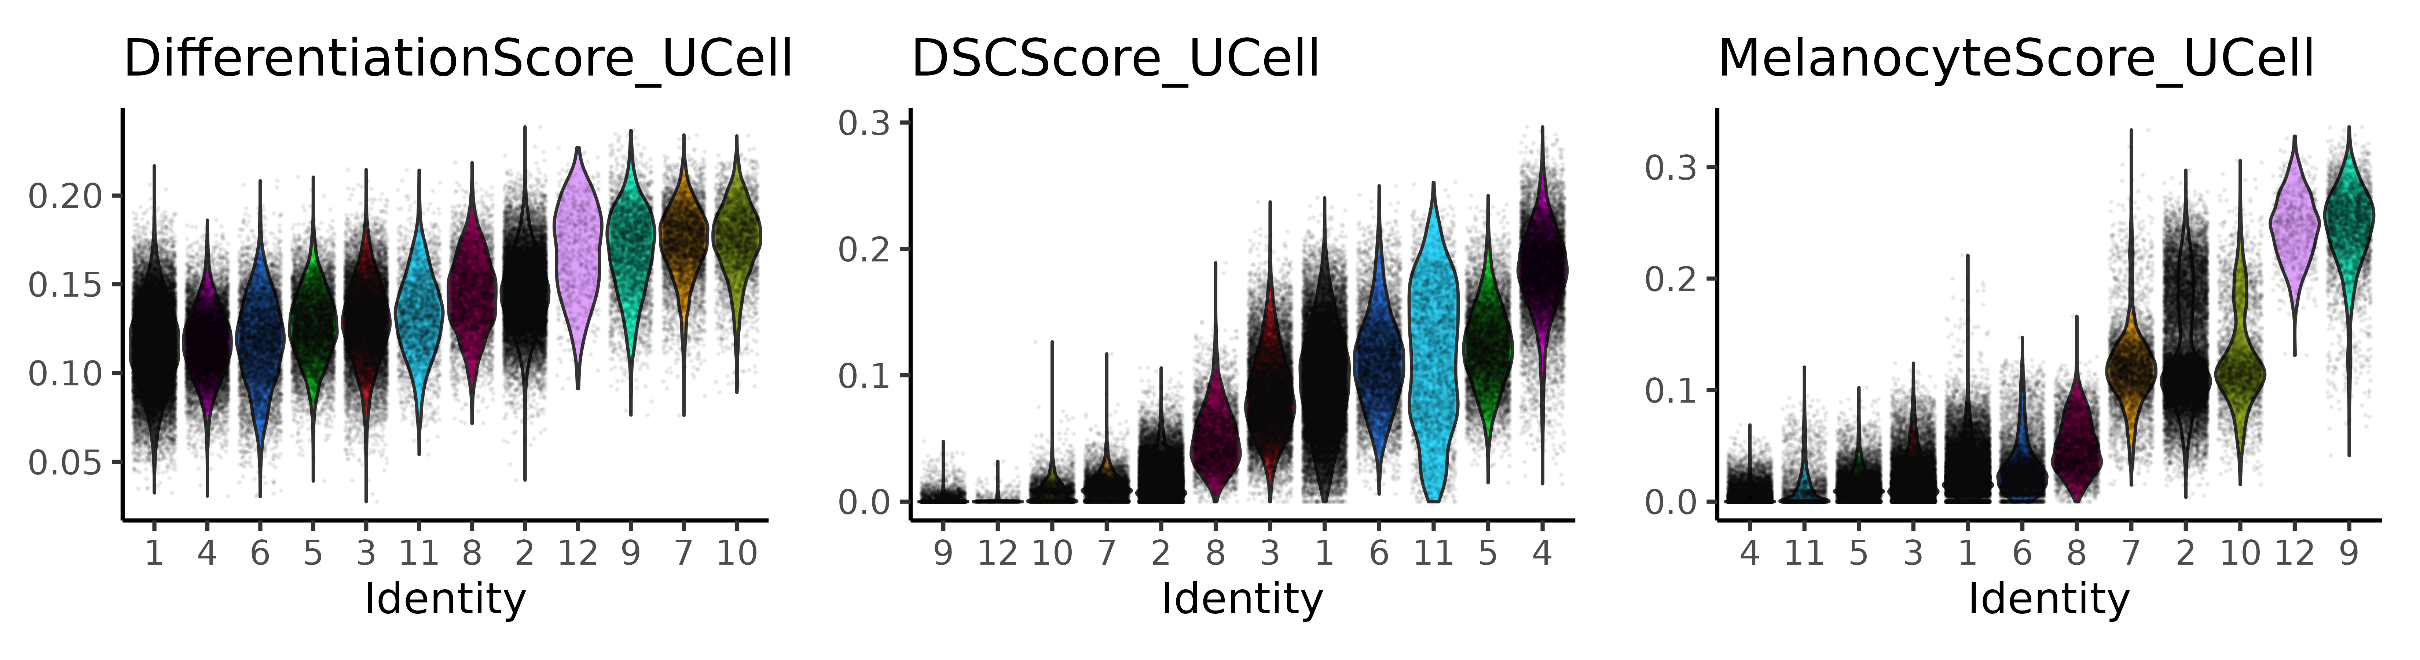 DifferentiationScore_UCell
0.20
0.15
0.10
0.05
1 4 6 5 3 11 8 2 12 9 7 10
Identity
DSCScore_UCell
0.3
0.2
0.1
0.0
9 12 10 7 2 8 3 1 6 11 5 4
Identity
MelanocyteScore_UCell
0.3
0.2
0.1
0.0
4 11 5 3 1 6 8 7 2 10 12 9
Identity